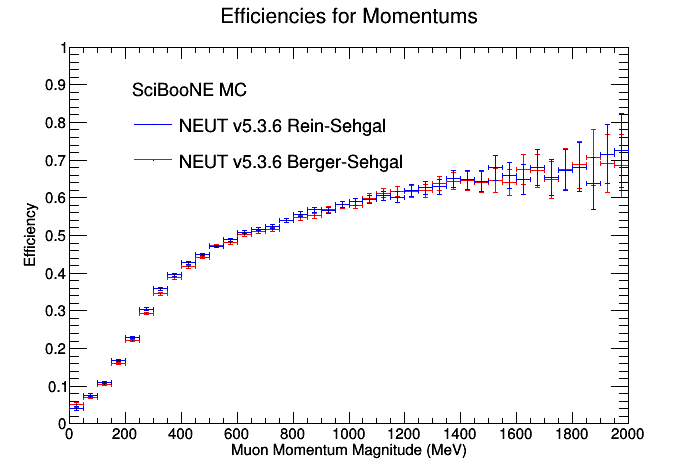 Efficiencies for Momentums
SciBooNE MC
NEUT v5.3.6 Rein-Sehgal
NEUT v5.3.6 Berger-Sehgal
Efficiency
1
0.9
0.8
0.7
0.6
0.5
0.4
0.3
0.2
0.1
0
0 200 400 600 800 1000 1200 1400 1600 1800 2000
Muon Momentum Magnitude (MeV)